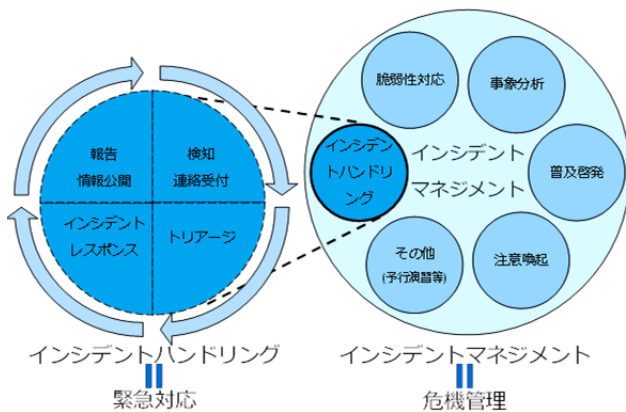 報告
情報公開
検知
連絡受付
インシデント
レスポンス
トリアージ
インシデントハンドリング
緊急対応
脆弱性対応
事象分析
インシデン
トハンドリ
ング
インシデント
マネジメント
普及啓発
その他
(予行演習等)
注意喚起
インシデントマネジメント
危機管理